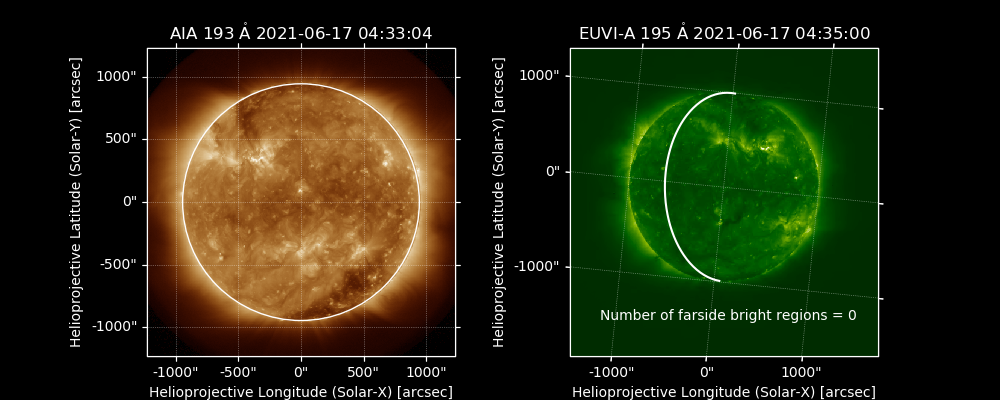 AIA 193 Å 2021-06-17 04:33:04
1000"
500"
0"
-500"
-1000"
-1000" -500" 0" 500" 1000"
Helioprojective Latitude (Solar-Y) [arcsec]
Helioprojective Longitude (Solar-X) [arcsec]
EUVI-A 195 Å 2021-06-17 04:35:00
1000"
0"
-1000"
Number of farside bright regions = 0
-1000" 0" 1000"
Helioprojective Latitude (Solar-Y) [arcsec]
Helioprojective Longitude (Solar-X) [arcsec]